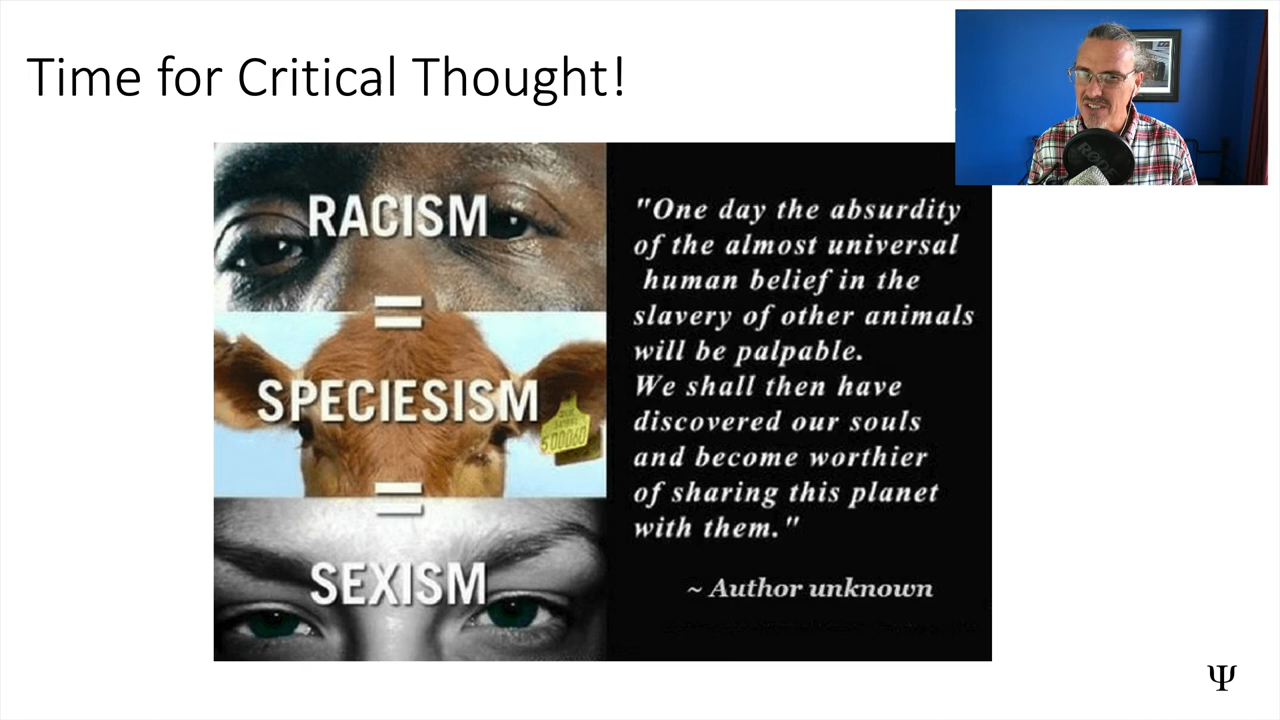 Time for Critical Thought!
RACISM
=
SPECIESISM
500060
=
SEXISM
"One day the absurdity
of the almost universal
human belief in the
slavery of other animals
will be palpable.
We shall then have
discovered our souls
and become worthier
of sharing this planet
with them."
~ Author unknown
RODE
Ψ